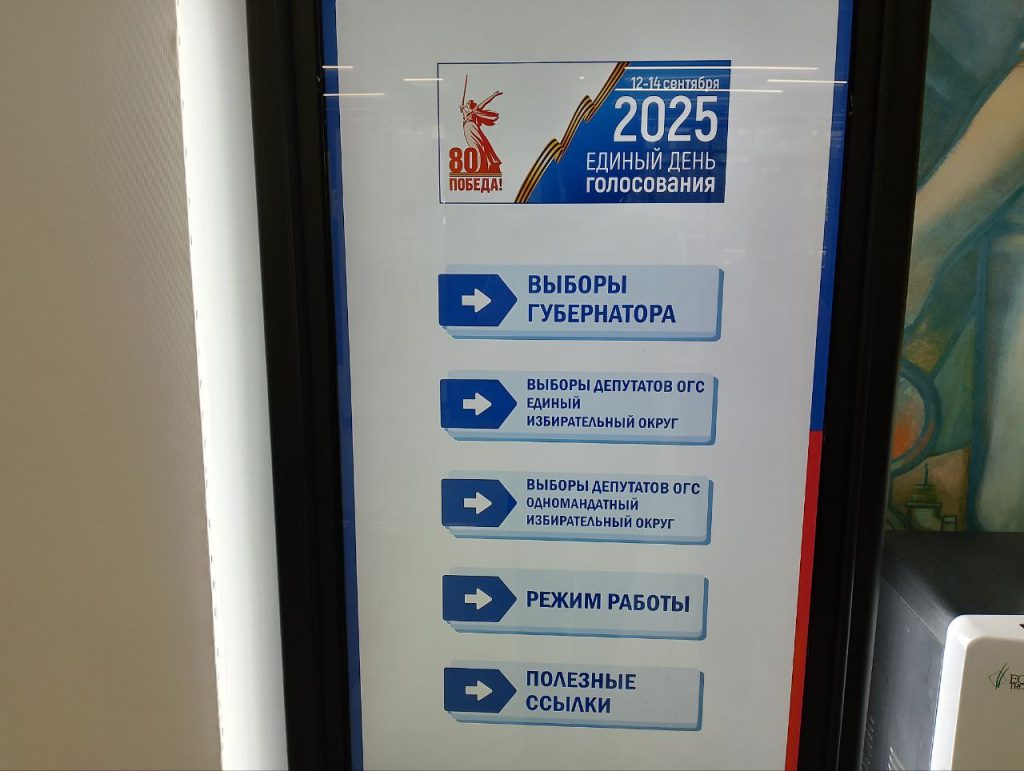 12-14 сентября
2025
ЕДИНЫЙ ДЕНЬ
ГОЛОСОВАНИЯ
80
ПОБЕДА!
ВЫБОРЫ
ГУБЕРНАТОРА
ВЫБОРЫ ДЕПУТАТОВ ОГС
ЕДИНЫЙ
ИЗБИРАТЕЛЬНЫЙ ОКРУГ
ВЫБОРЫ ДЕПУТАТОВ ОГС
ОДНОМАНДАТНЫЙ
ИЗБИРАТЕЛЬНЫЙ ОКРУГ
РЕЖИМ РАБОТЫ
ПОЛЕЗНЫЕ
ССЫЛКИ